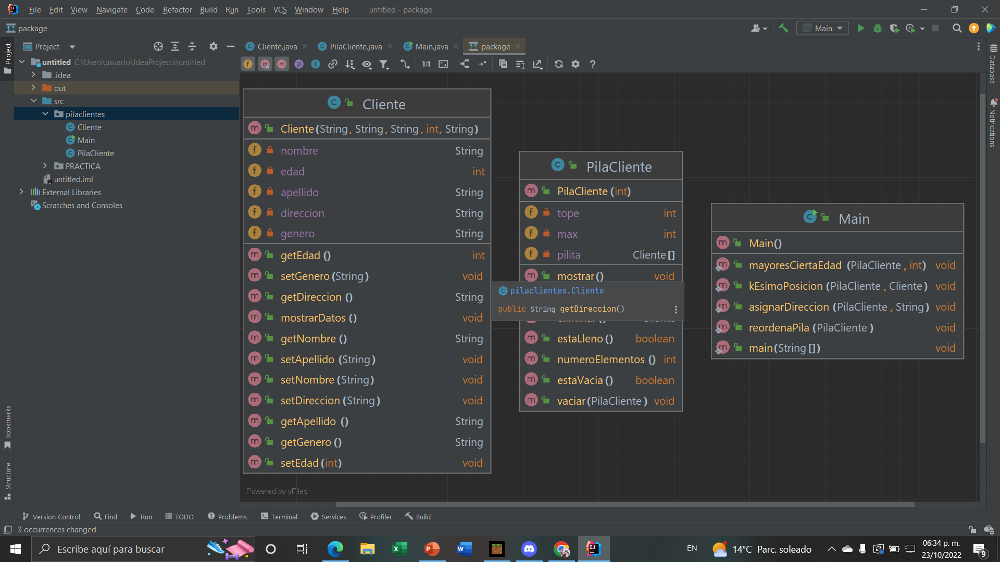 File Edit View Navigate Code Refactor Build Run Tools VCS Window Help untitled - package
package Main
Project Cliente.java PilaCliente.java Main.java package
untitled C:\Users\usuario\IdeaProjects\untitled
.idea
out
src
pilaclientes
Cliente
Main
PilaCliente
PRACTICA
untitled.iml
External Libraries
Scratches and Consoles
Project
Bookmarks
Structure
1:1
Cliente
Cliente(String, String, String, int, String)
nombre String
edad int
apellido String
direccion String
genero String
getEdad() int
setGenero(String) void
getDireccion() String
mostrarDatos() void
getNombre() String
setApellido(String) void
setNombre(String) void
setDireccion(String) void
getApellido() String
getGenero() String
setEdad(int) void
Powered by yFiles
PilaCliente
PilaCliente(int)
tope int
max int
pilita Cliente[]
mostrar() void
pilaclientes.Cliente
public String getDireccion()
estaLleno() boolean
numeroElementos() int
estaVacia() boolean
vaciar(PilaCliente) void
Main
Main()
mayoresCiertaEdad(PilaCliente, int) void
kEsimoPosicion(PilaCliente, Cliente) void
asignarDireccion(PilaCliente, String) void
reordenaPila(PilaCliente) void
main(String[]) void
Database
Notifications
Version Control Find Run TODO Problems Terminal Services Profiler Build
3 occurrences changed
Escribe aquí para buscar
EN 14°C Parc. soleado 06:34 p. m.
23/10/2022
9